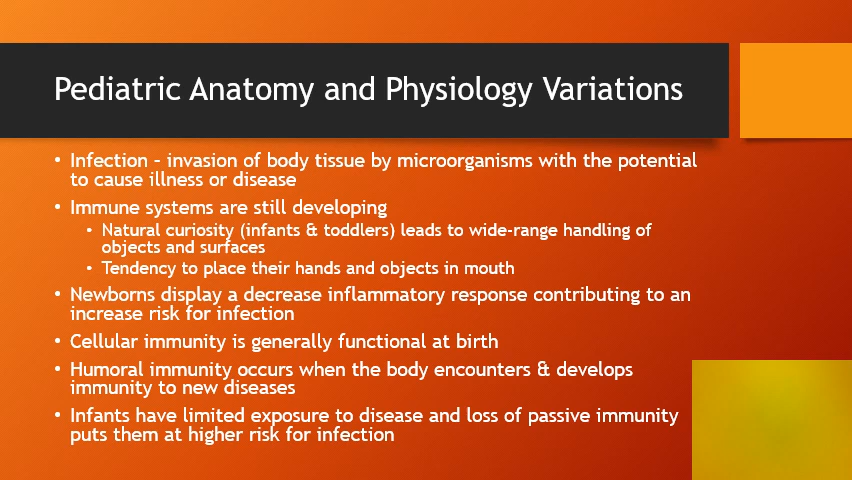 Pediatric Anatomy and Physiology Variations
• Infection – invasion of body tissue by microorganisms with the potential
to cause illness or disease
• Immune systems are still developing
• Natural curiosity (infants & toddlers) leads to wide-range handling of
objects and surfaces
• Tendency to place their hands and objects in mouth
• Newborns display a decrease inflammatory response contributing to an
increase risk for infection
• Cellular immunity is generally functional at birth
• Humoral immunity occurs when the body encounters & develops
immunity to new diseases
• Infants have limited exposure to disease and loss of passive immunity
puts them at higher risk for infection